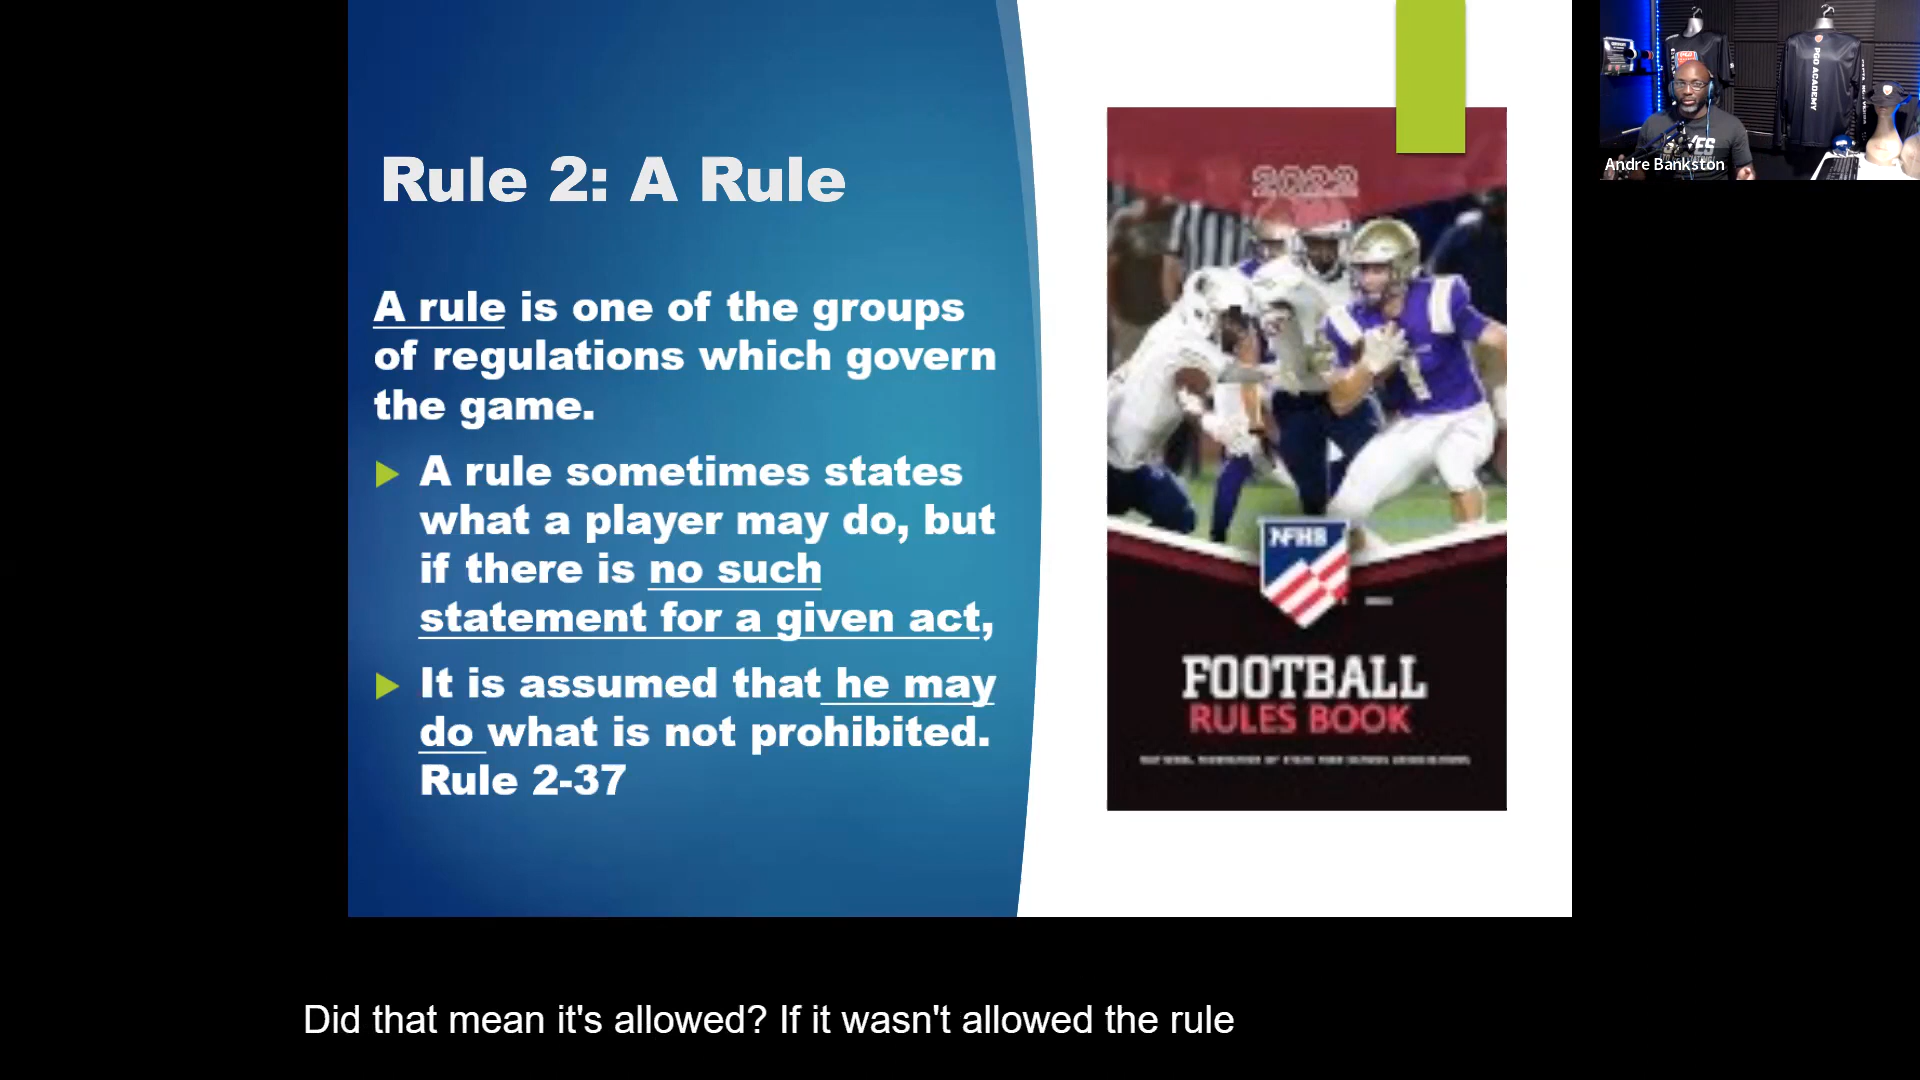 Rule 2: A Rule
A rule is one of the groups
of regulations which govern
the game.
A rule sometimes states
what a player may do, but
if there is no such
statement for a given act,
It is assumed that he may
do what is not prohibited.
Rule 2-37
2022
NFHS
FOOTBALL
RULES BOOK
PGO ACADEMY
Andre Bankston
Did that mean it's allowed? If it wasn't allowed the rule